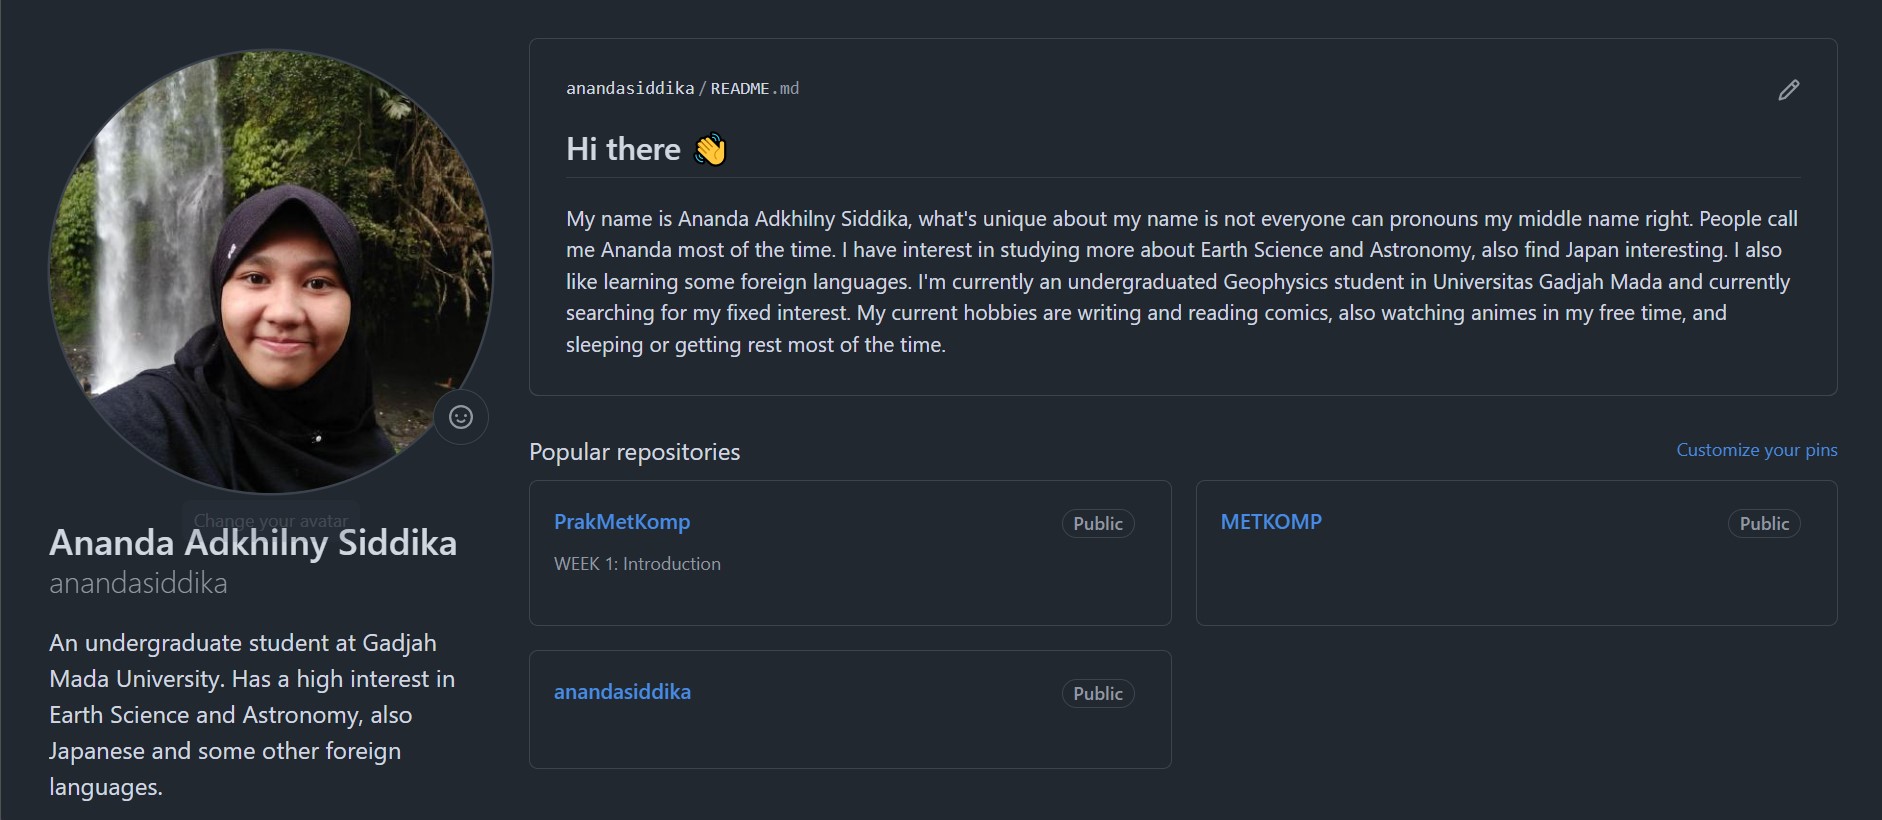 anandasiddika/README.md
Hi there 👋
My name is Ananda Adkhilny Siddika, what's unique about my name is not everyone can pronouns my middle name right. People call
me Ananda most of the time. I have interest in studying more about Earth Science and Astronomy, also find Japan interesting. I also
like learning some foreign languages. I'm currently an undergraduated Geophysics student in Universitas Gadjah Mada and currently
searching for my fixed interest. My current hobbies are writing and reading comics, also watching animes in my free time, and
sleeping or getting rest most of the time.
Change your avatar
Ananda Adkhilny Siddika
anandasiddika
An undergraduate student at Gadjah
Mada University. Has a high interest in
Earth Science and Astronomy, also
Japanese and some other foreign
languages.
Popular repositories
Customize your pins
PrakMetKomp
Public
WEEK 1: Introduction
METKOMP
Public
anandasiddika
Public